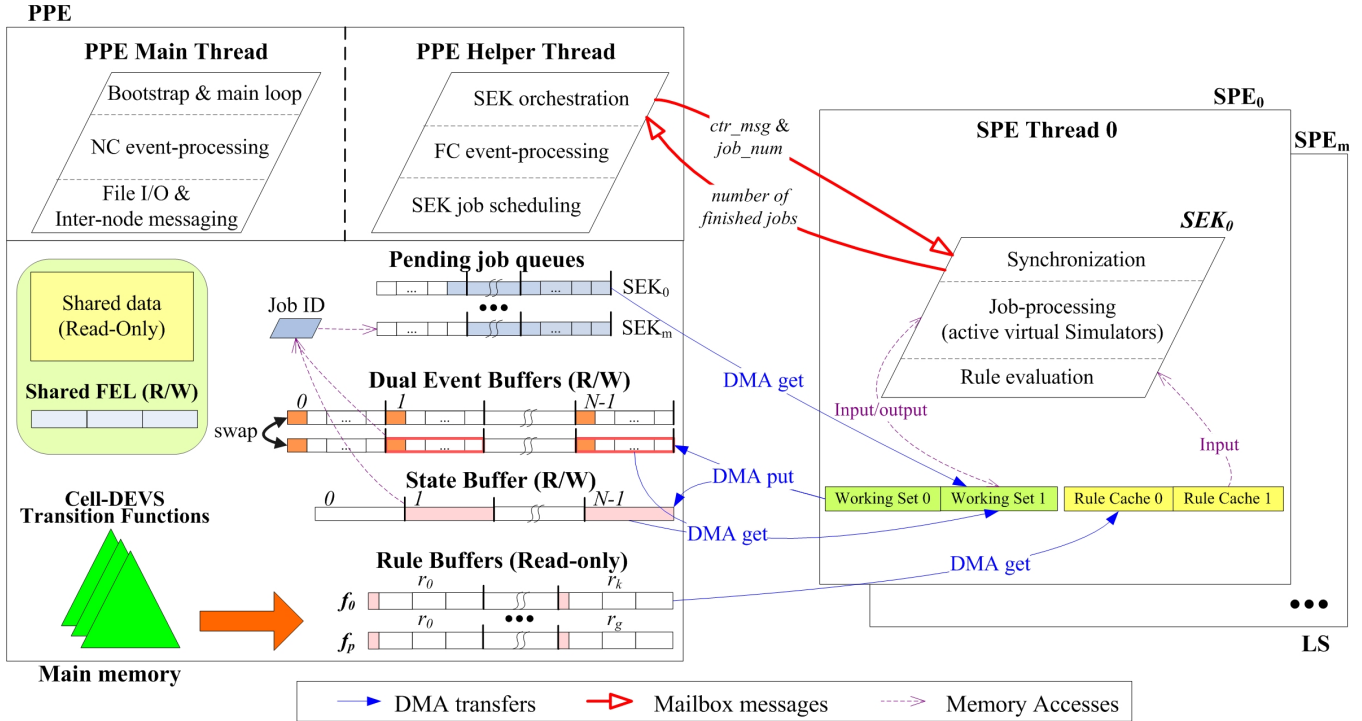 PPE
PPE Main Thread
Bootstrap & main loop
NC event-processing
File I/O &
Inter-node messaging
PPE Helper Thread
SEK orchestration
FC event-processing
SEK job scheduling
ctr_msg &
job_num
number of
finished jobs
SPE0
SPEm
SPE Thread 0
SEK0
Synchronization
Job-processing
(active virtual Simulators)
Rule evaluation
Shared data
(Read-Only)
Shared FEL (R/W)
Pending job queues
... ... SEK0
•••
... ... SEKm
Job ID
Dual Event Buffers (R/W)
0 1 N-1
... ... ...
... ... ...
swap
State Buffer (R/W)
0 1 N-1
DMA get
DMA put
DMA get
DMA get
Input/output
Input
Working Set 0 Working Set 1 Rule Cache 0 Rule Cache 1
Cell-DEVS
Transition Functions
Rule Buffers (Read-only)
r0 rk
f0
•••
r0 rg
fp
Main memory
•••
LS
DMA transfers Mailbox messages Memory Accesses